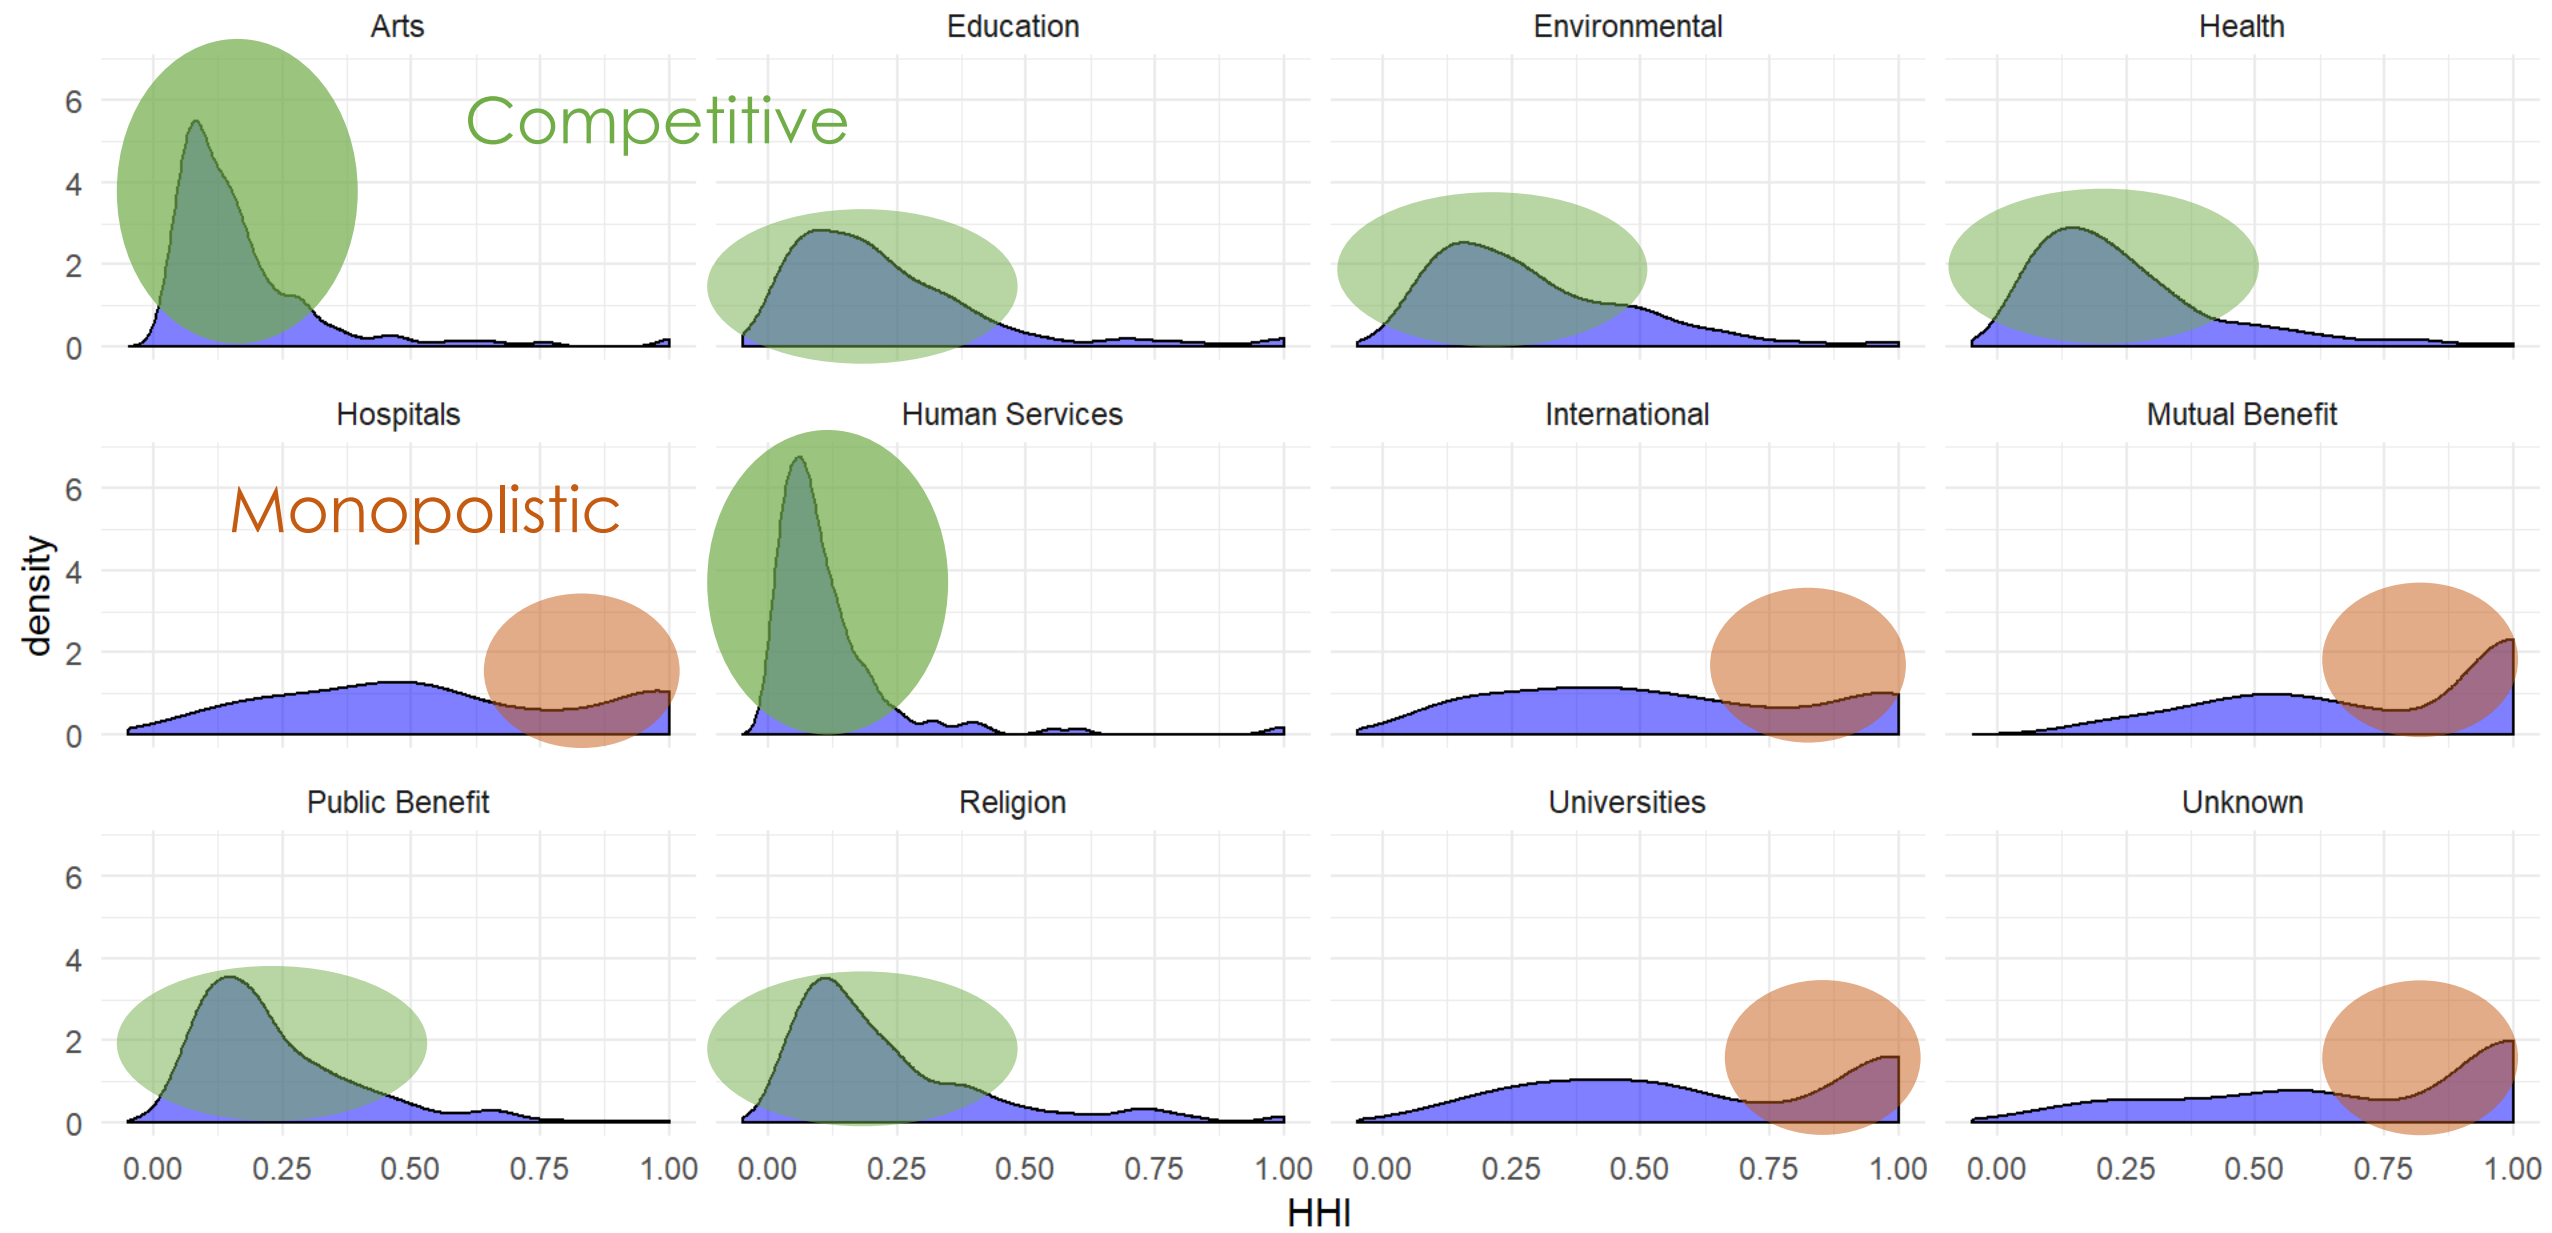 Arts Education Environmental Health
6
Competitive
4
2
0
Hospitals Human Services International Mutual Benefit
6
Monopolistic
4
2
0
density
Public Benefit Religion Universities Unknown
6
4
2
0
0.00 0.25 0.50 0.75 1.00 0.00 0.25 0.50 0.75 1.00 0.00 0.25 0.50 0.75 1.00 0.00 0.25 0.50 0.75 1.00
HHI